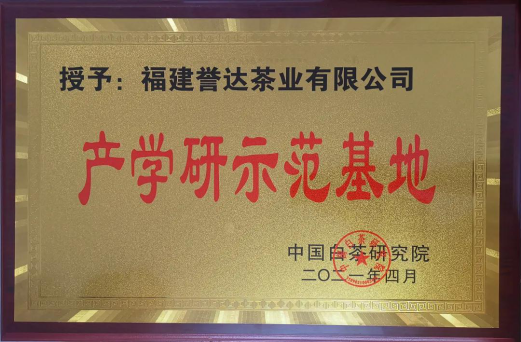 授予：福建誉达茶业有限公司
产学研示范基地
中国白茶研究院
二〇二一年四月